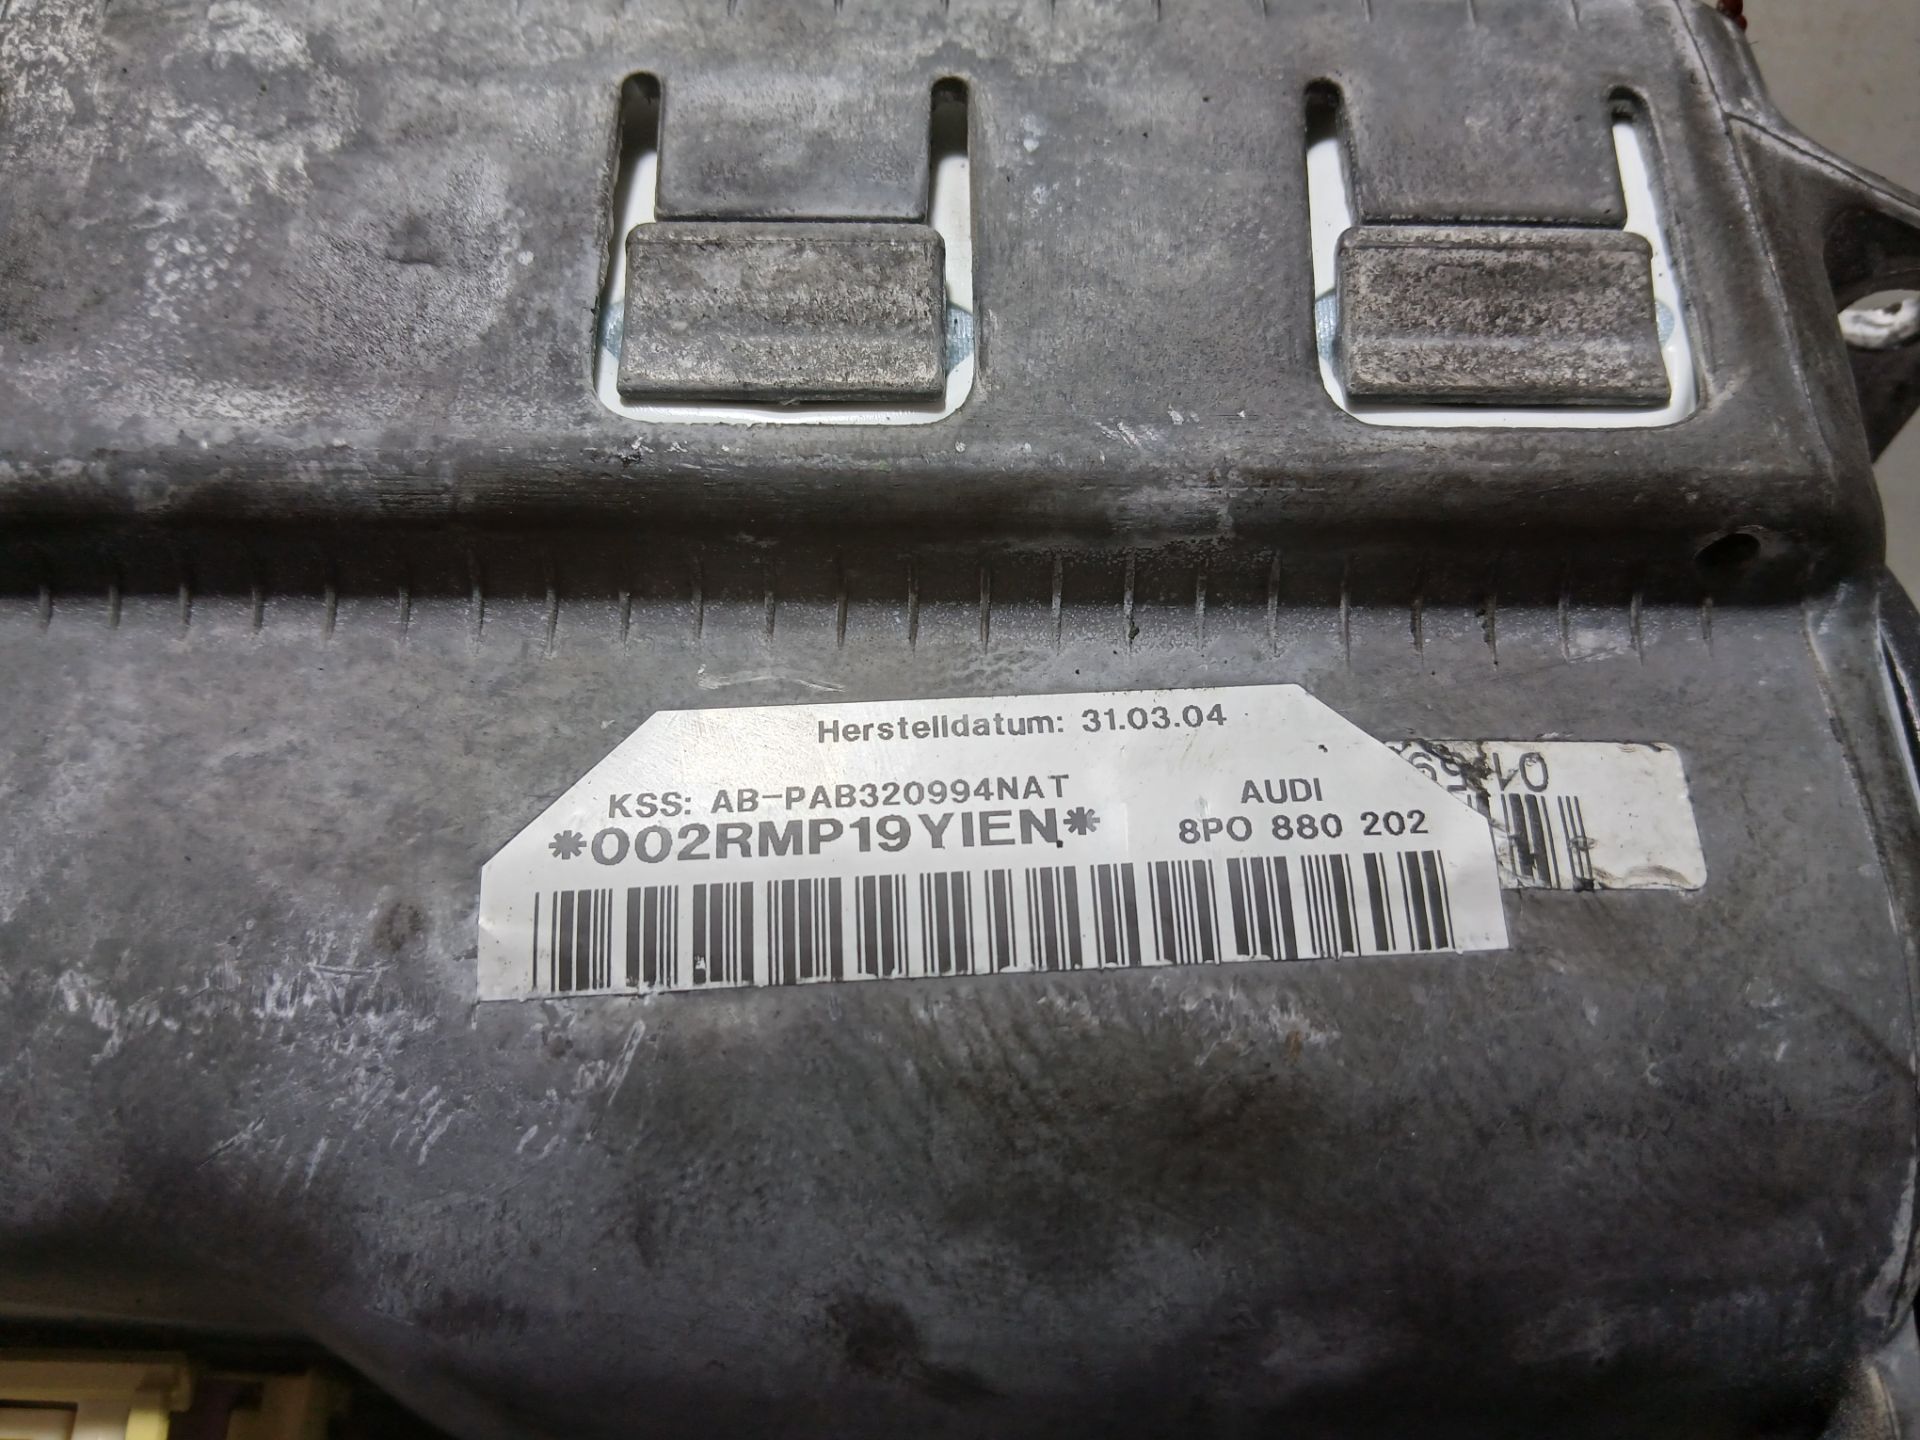 Herstelldatum: 31.03.04
KSS: AB-PAB320994NAT
AUDI
*002RMP19YIEN*
8P0 880 202